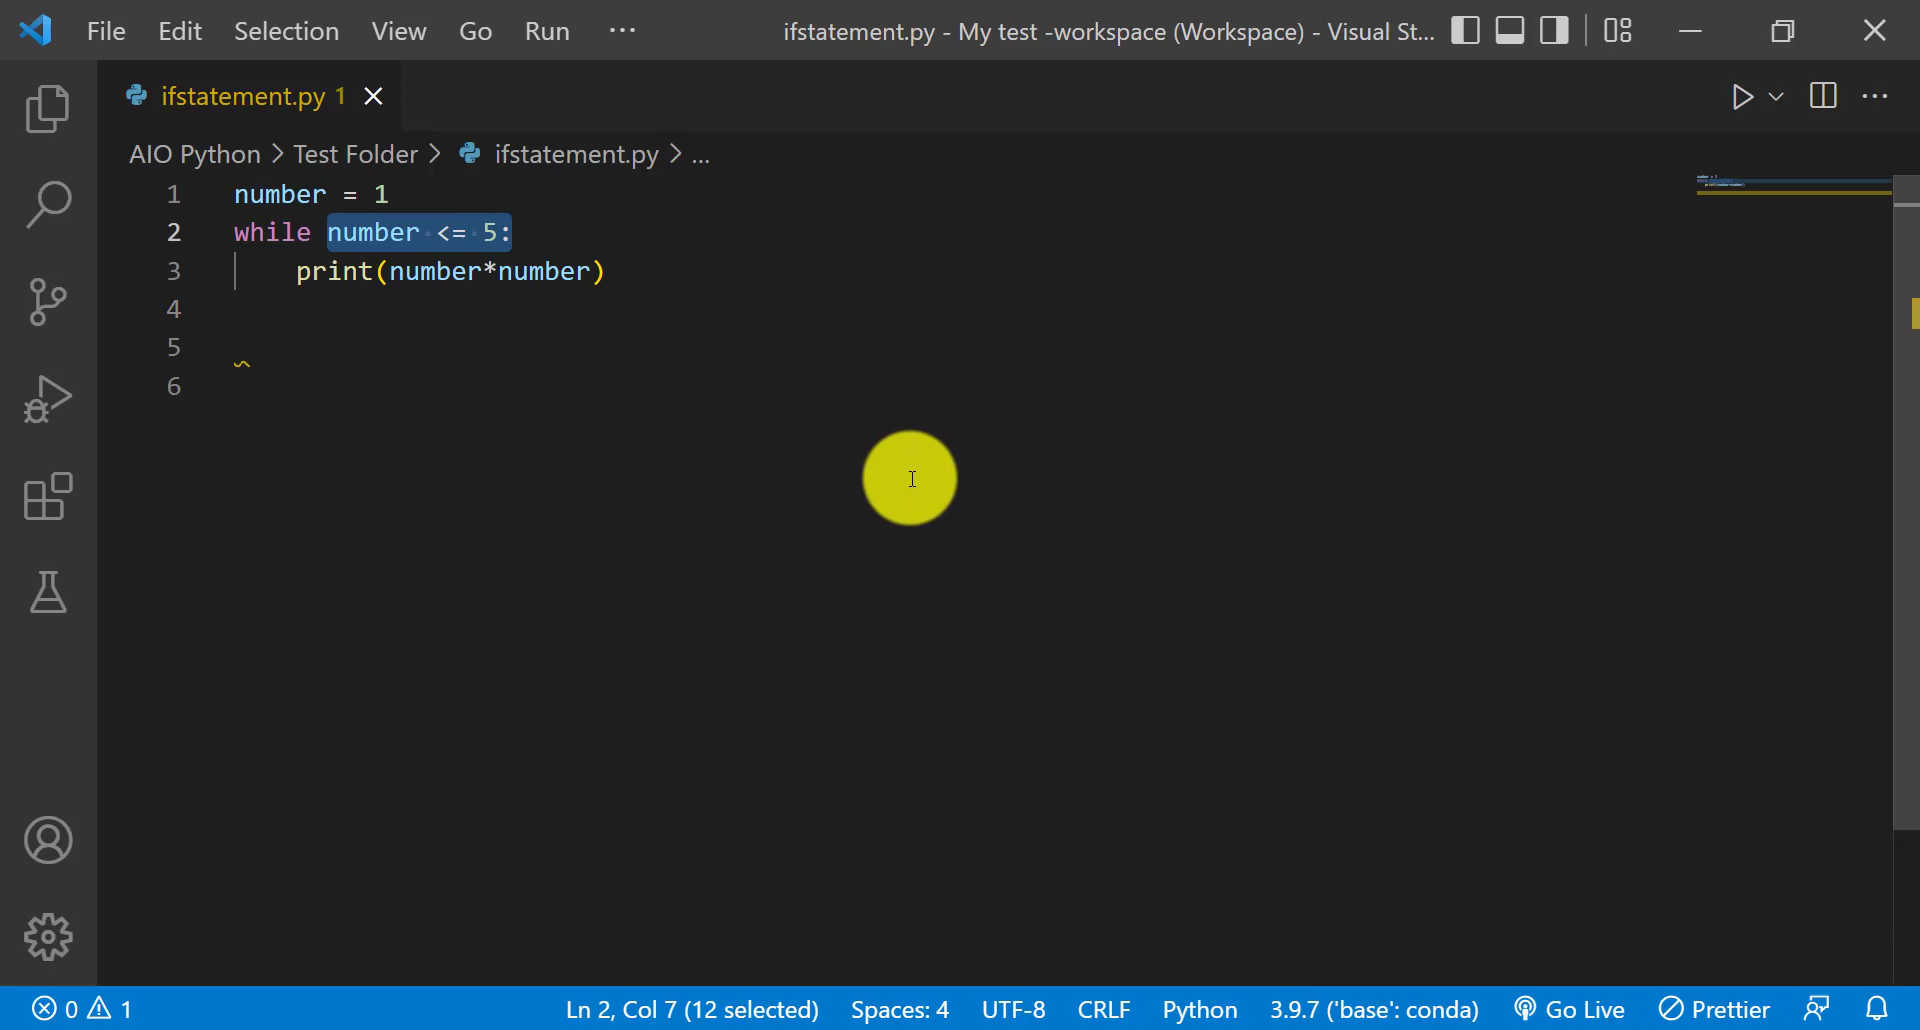 File Edit Selection View Go Run ··· ifstatement.py - My test -workspace (Workspace) - Visual St...
ifstatement.py 1
AIO Python > Test Folder > ifstatement.py > ...
1 number = 1
2 while number <= 5:
3 print(number*number)
4
5
6
0 1 Ln 2, Col 7 (12 selected) Spaces: 4 UTF-8 CRLF Python 3.9.7 ('base': conda) Go Live Prettier